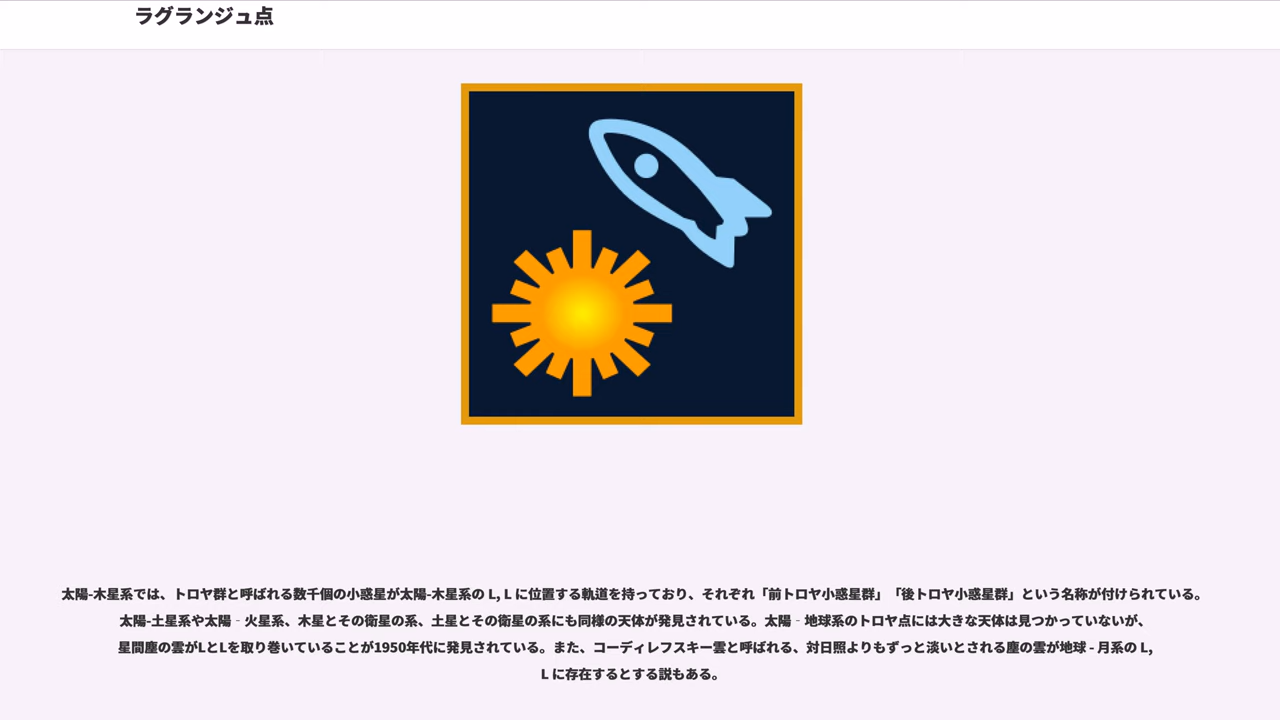 ラグランジュ点
太陽-木星系では、トロヤ群と呼ばれる数千個の小惑星が太陽-木星系の L, L に位置する軌道を持っており、それぞれ「前トロヤ小惑星群」「後トロヤ小惑星群」という名称が付けられている。
太陽-土星系や太陽‐火星系、木星とその衛星の系、土星とその衛星の系にも同様の天体が発見されている。太陽‐地球系のトロヤ点には大きな天体は見つかっていないが、
星間塵の雲がLとLを取り巻いていることが1950年代に発見されている。また、コーディレフスキー雲と呼ばれる、対日照よりもずっと淡いとされる塵の雲が地球 - 月系の L,
L に存在するとする説もある。